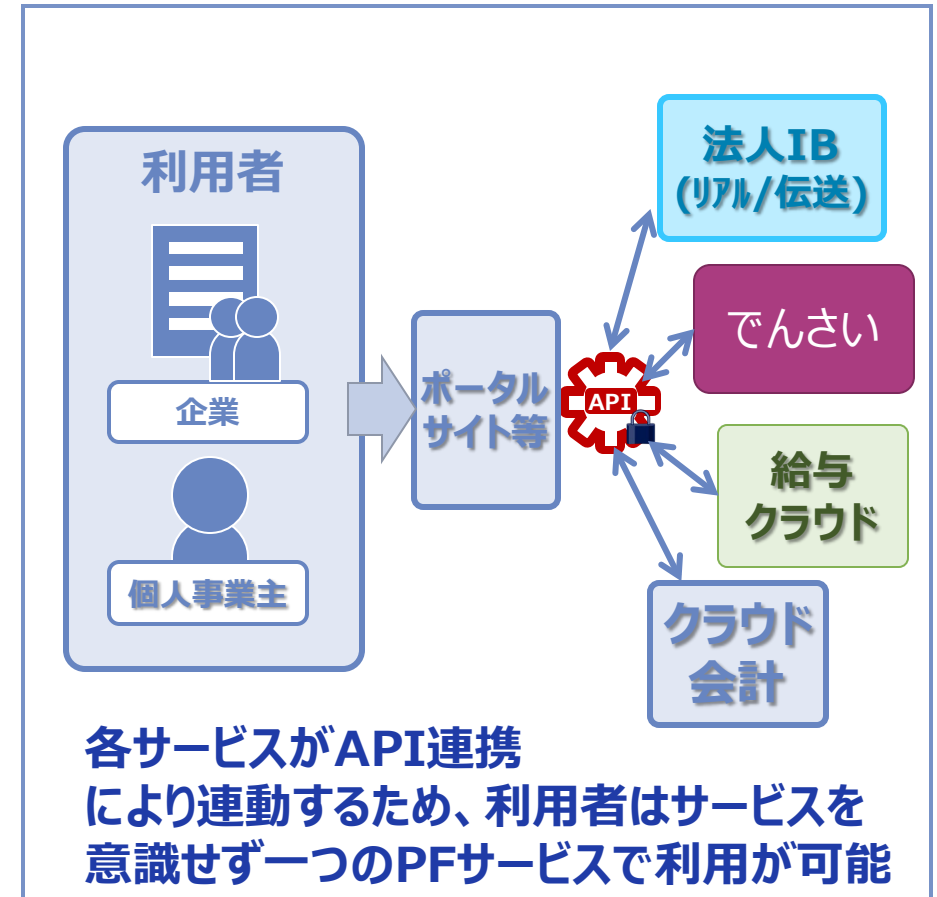 利用者
企業
個人事業主
ポータル
サイト等
API
法人IB
(ﾘｱﾙ/伝送)
でんさい
給与
クラウド
クラウド
会計
各サービスがAPI連携
により連動するため、利用者はサービスを
意識せず一つのPFサービスで利用が可能